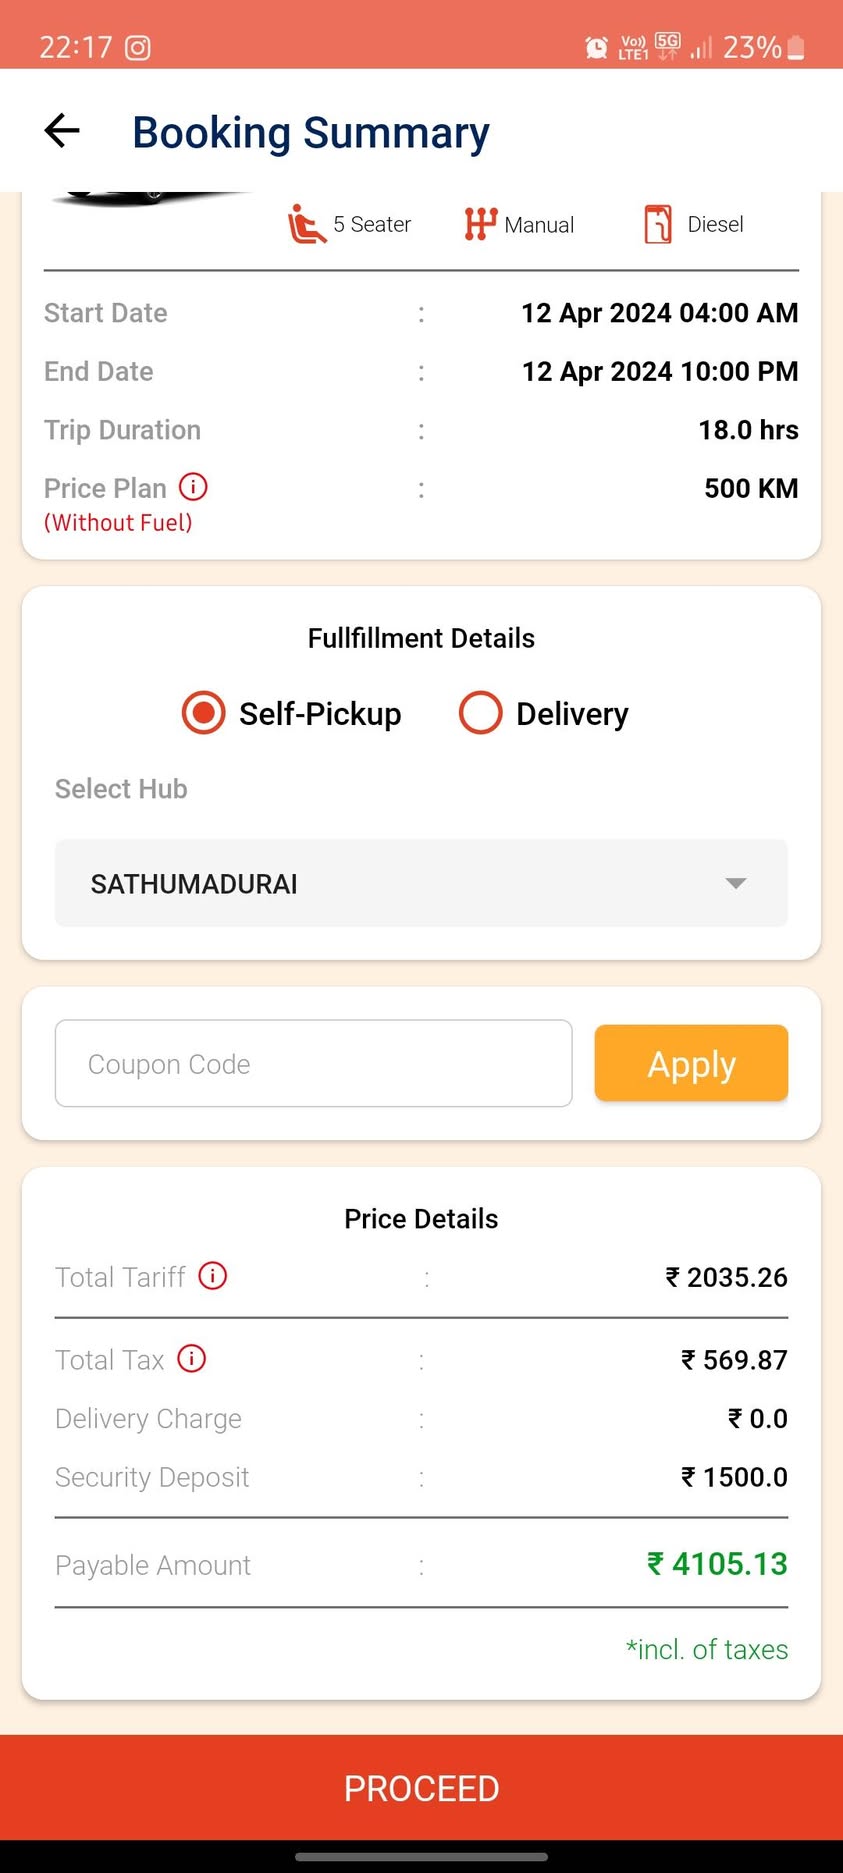 22:17 Vo)) LTE1 5G 23%
Booking Summary
5 Seater Manual Diesel
Start Date : 12 Apr 2024 04:00 AM
End Date : 12 Apr 2024 10:00 PM
Trip Duration : 18.0 hrs
Price Plan i : 500 KM
(Without Fuel)
Fullfillment Details
Self-Pickup Delivery
Select Hub
SATHUMADURAI
Coupon Code Apply
Price Details
Total Tariff i : ₹ 2035.26
Total Tax i : ₹ 569.87
Delivery Charge : ₹ 0.0
Security Deposit : ₹ 1500.0
Payable Amount : ₹ 4105.13
*incl. of taxes
PROCEED